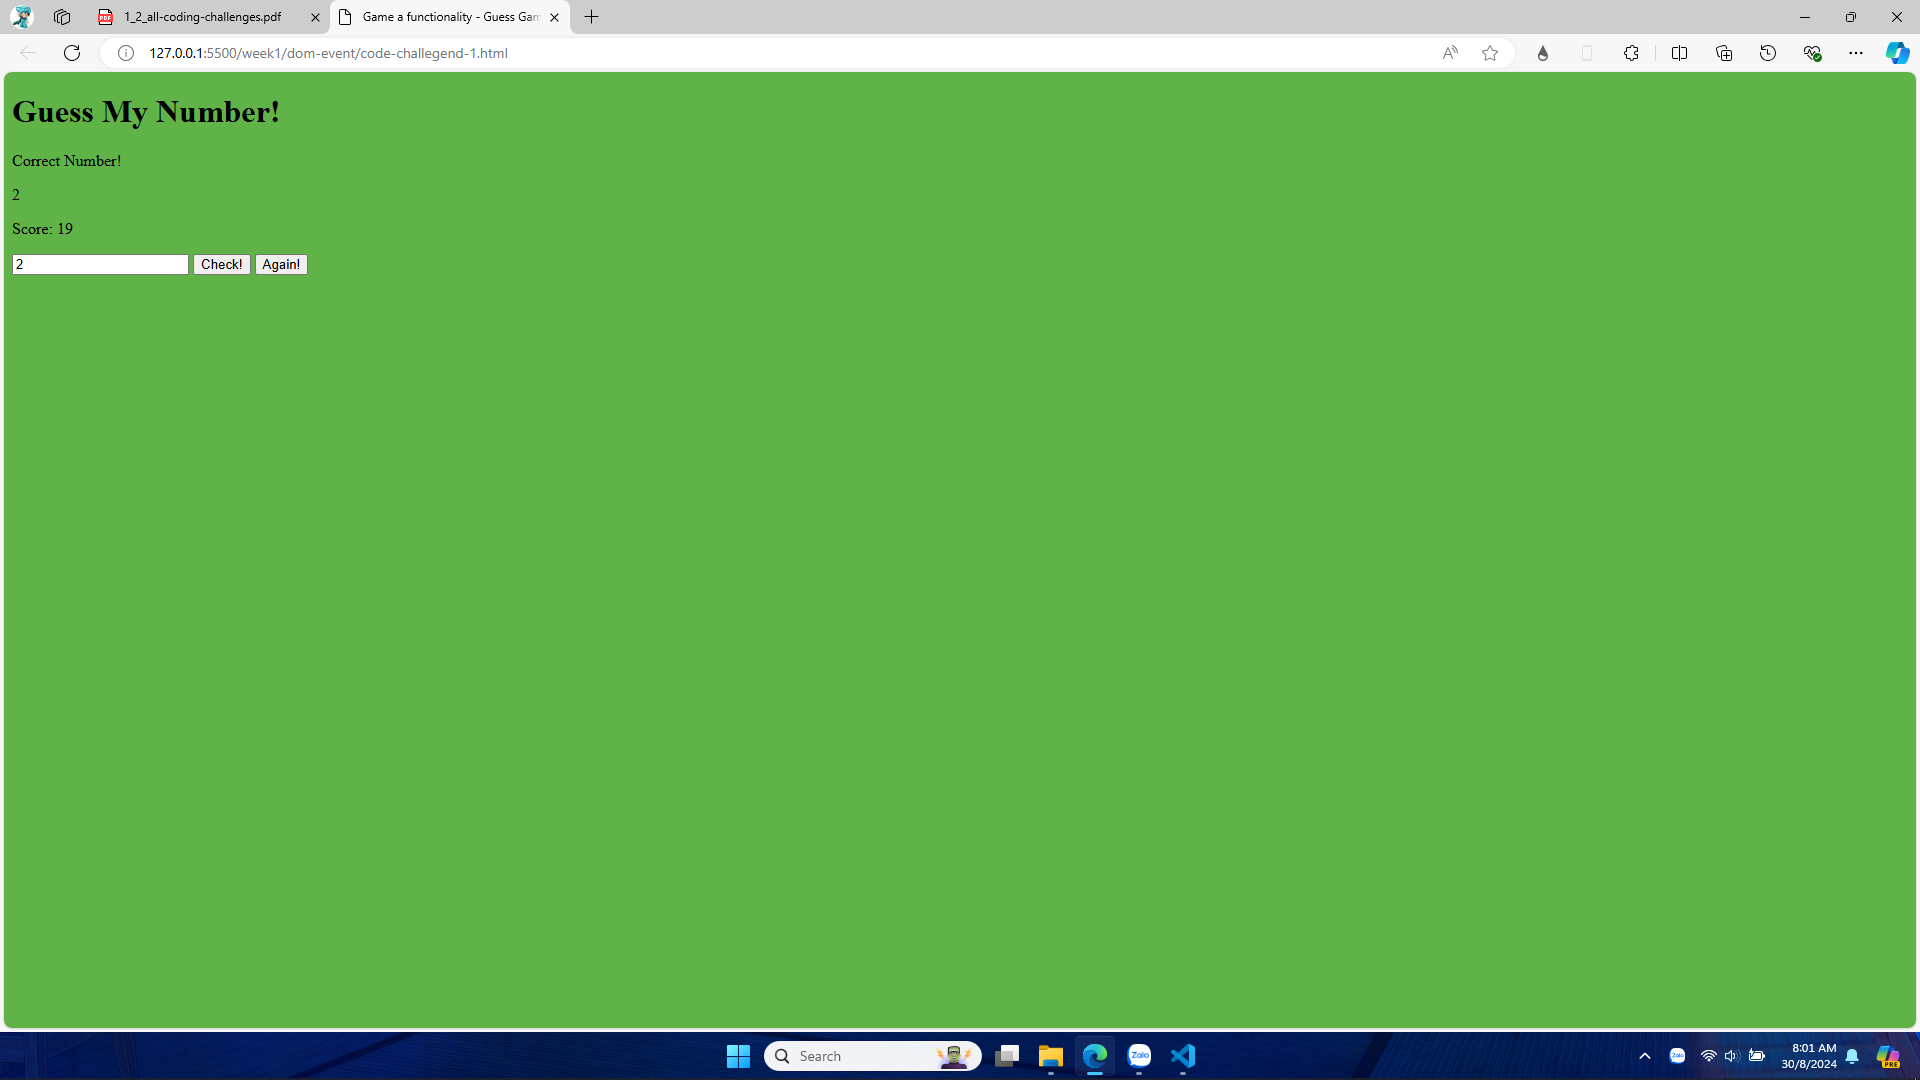 1_2_all-coding-challenges.pdf
Game a functionality - Guess Gam
127.0.0.1:5500/week1/dom-event/code-challegend-1.html
Guess My Number!
Correct Number!
2
Score: 19
2 Check! Again!
Search
Zalo
Zalo
8:01 AM
30/8/2024
PRE